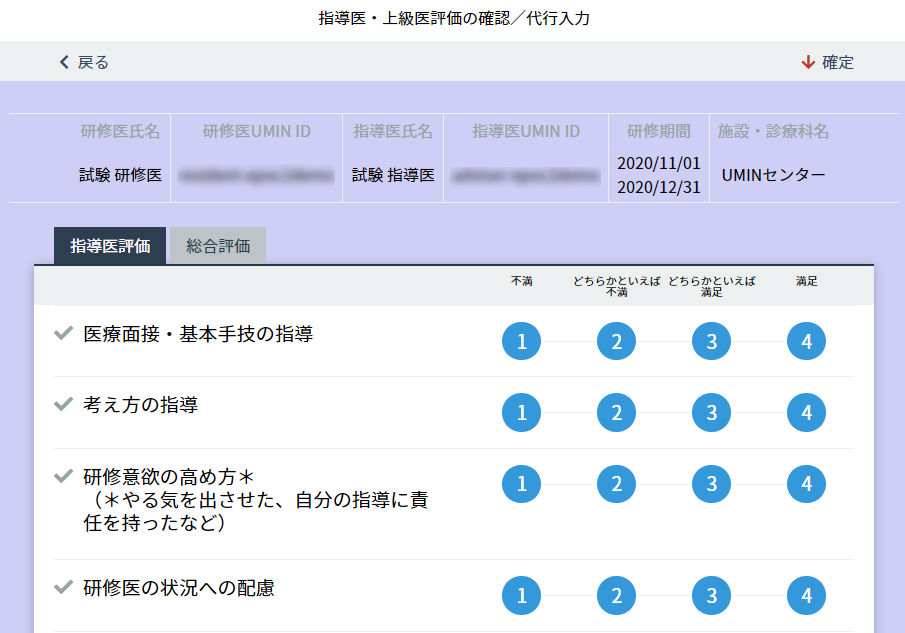 指導医・上級医評価の確認／代行入力
戻る 確定
研修医氏名 研修医UMIN ID 指導医氏名 指導医UMIN ID 研修期間 施設・診療科名
試験 研修医 試験 指導医 2020/11/01 UMINセンター
2020/12/31
指導医評価 総合評価
不満 どちらかといえば どちらかといえば 満足
不満 満足
医療面接・基本手技の指導 1 2 3 4
考え方の指導 1 2 3 4
研修意欲の高め方＊ 1 2 3 4
（＊やる気を出させた、自分の指導に責
任を持ったなど）
研修医の状況への配慮 1 2 3 4